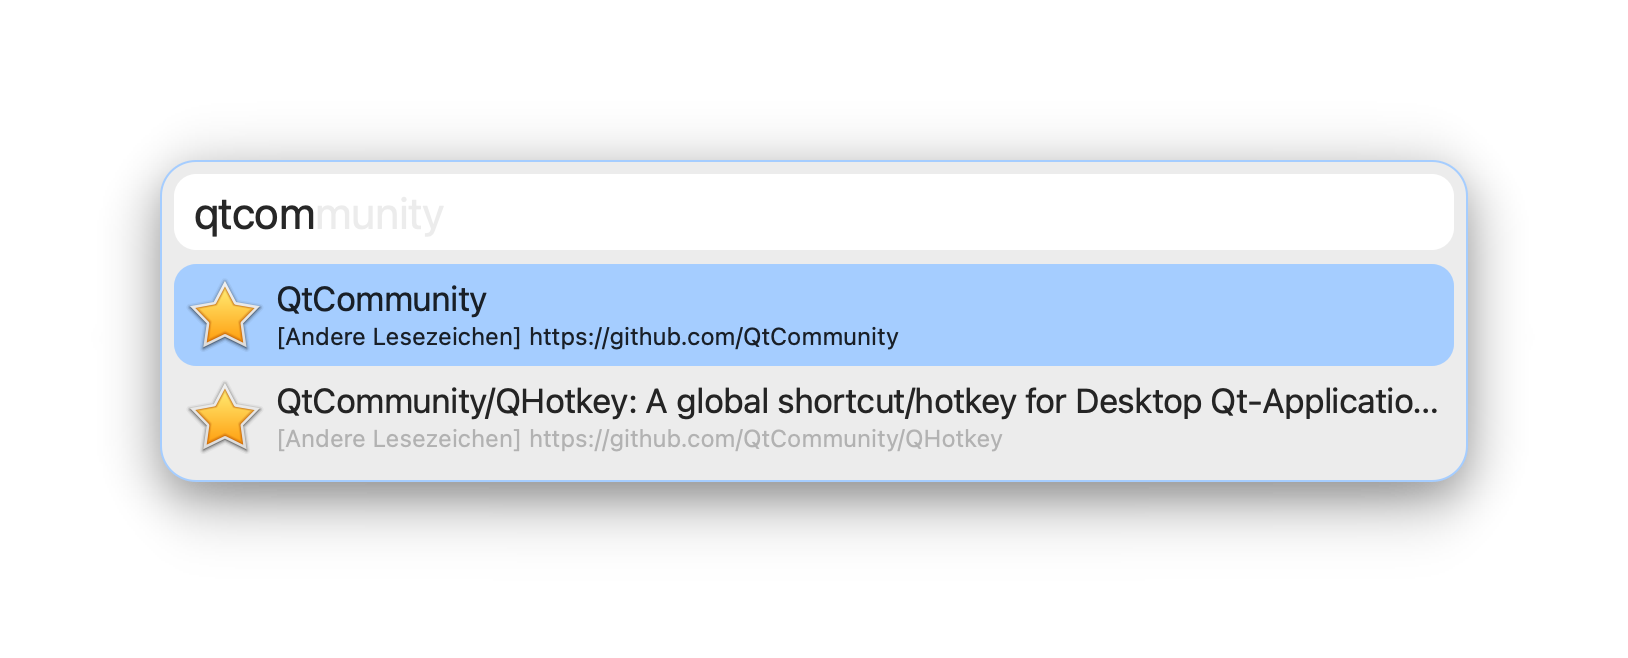 qtcommunity
QtCommunity
[Andere Lesezeichen] https://github.com/QtCommunity
QtCommunity/QHotkey: A global shortcut/hotkey for Desktop Qt-Applicatio...
[Andere Lesezeichen] https://github.com/QtCommunity/QHotkey